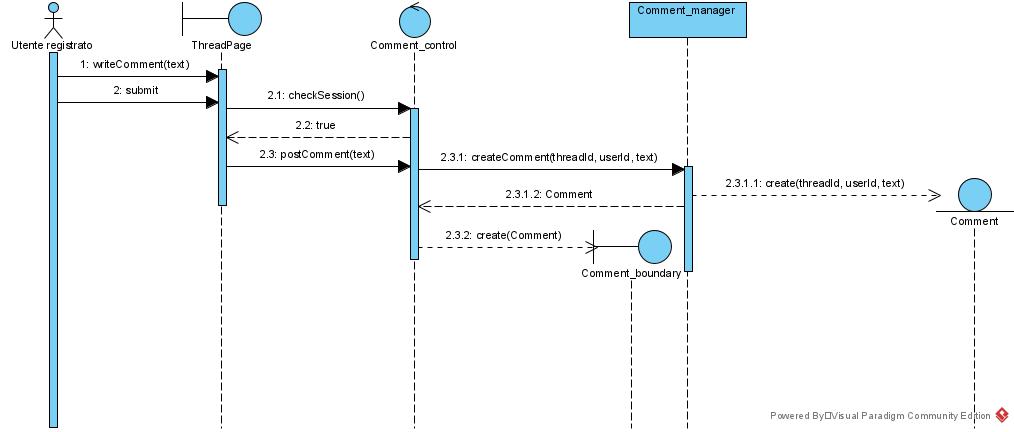 Utente registrato
ThreadPage
Comment_control
Comment_manager
1: writeComment(text)
2: submit
2.1: checkSession()
2.2: true
2.3: postComment(text)
2.3.1: createComment(threadId, userId, text)
2.3.1.1: create(threadId, userId, text)
2.3.1.2: Comment
Comment
2.3.2: create(Comment)
Comment_boundary
Powered By Visual Paradigm Community Edition